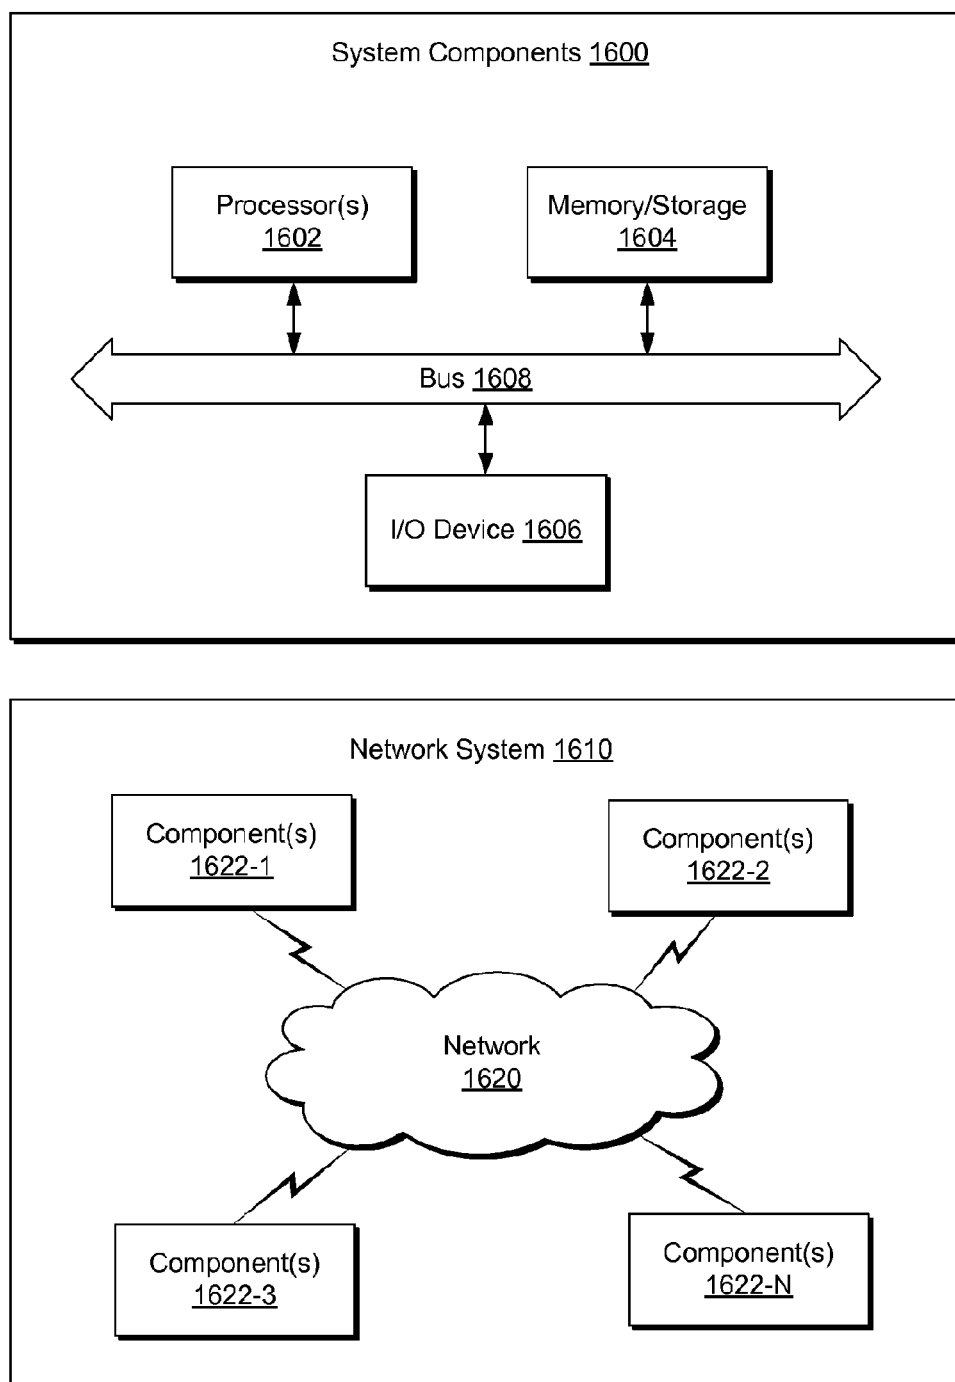 System Components 1600
Processor(s)
1602
Memory/Storage
1604
Bus 1608
I/O Device 1606
Network System 1610
Component(s)
1622-1
Component(s)
1622-2
Network
1620
Component(s)
1622-3
Component(s)
1622-N